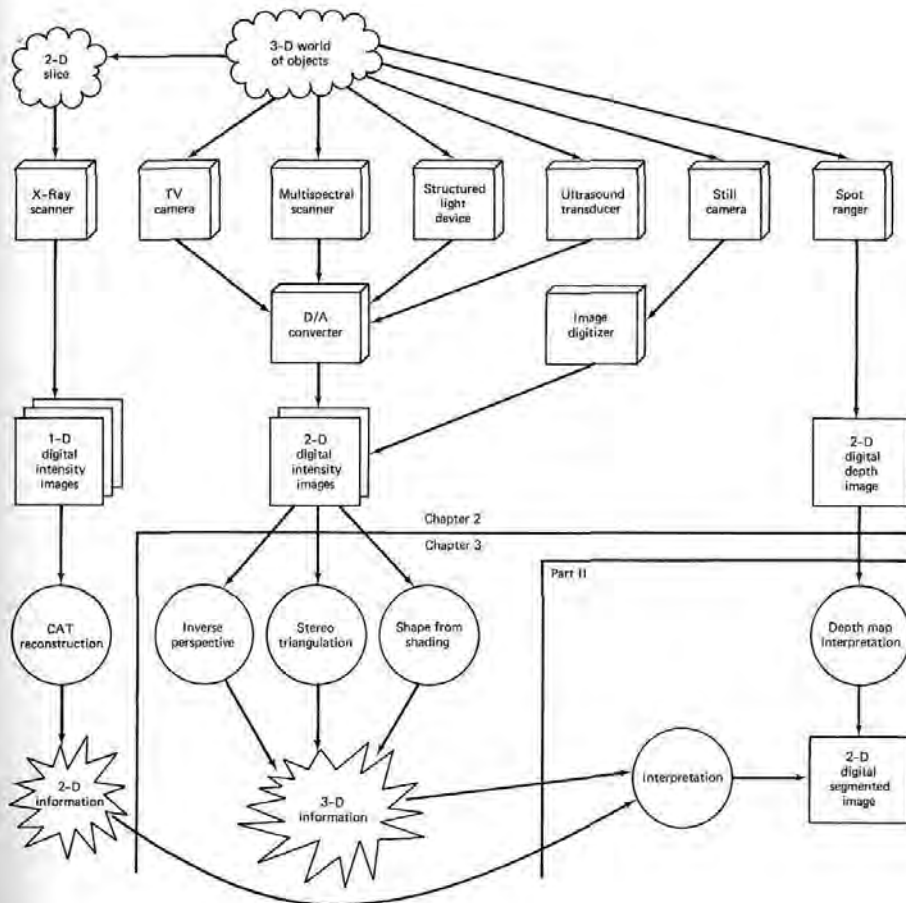 2-D
slice
3-D world
of objects
X-Ray
scanner
TV
camera
Multispectral
scanner
Structured
light
device
Ultrasound
transducer
Still
camera
Spot
ranger
D/A
converter
Image
digitizer
1-D
digital
intensity
images
2-D
digital
intensity
images
2-D
digital
depth
image
Chapter 2
Chapter 3
Part II
CAT
reconstruction
Inverse
perspective
Stereo
triangulation
Shape from
shading
Depth map
Interpretation
2-D
information
3-D
information
Interpretation
2-D
digital
segmented
image